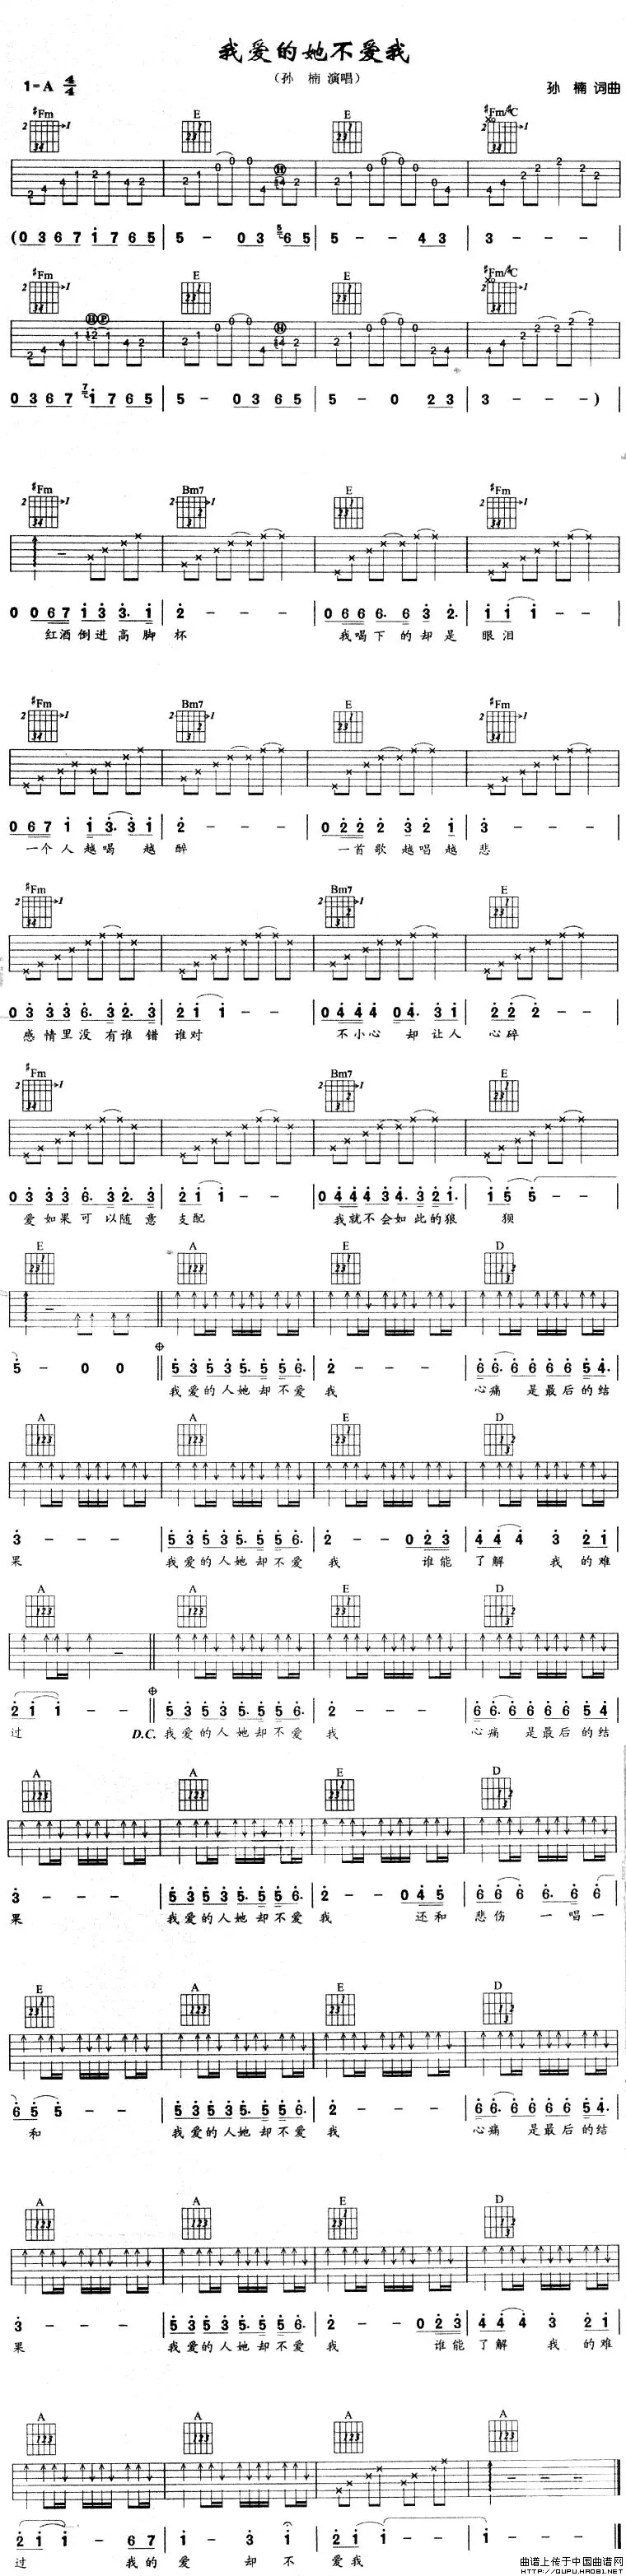 我爱的她不爱我
（孙 楠 演唱）
1=A 4/4
孙 楠 词曲
#Fm E #Fm/#C
(0 3 6 7 1 7 6 5 | 5 - 0 3 6 5 | 5 - - 4 3 | 3 - - - |
#Fm E E #Fm/#C
0 3 6 7 1 7 6 5 | 5 - 0 3 6 5 | 5 - 0 2 3 | 3 - - - )
#Fm Bm7 E #Fm
0 0 6 7 1 3 3. 1 | 2 - - - | 0 6 6 6. 6 3 2. | 1 1 1 - |
红酒倒进高脚杯 我喝下的却是眼泪
#Fm Bm7 E #Fm
0 6 7 1 1 3. 3 1 | 2 - - - | 0 2 2 2 3 2 1 | 3 - - - |
一个人越喝越醉 一首歌越唱越悲
#Fm Bm7 E
0 3 3 3 6. 3 2. 3 | 2 1 1 - - | 0 4 4 4 0 4. 3 1 | 2 2 2 - - |
感情里没有谁错谁对 不小心却让人心碎
#Fm Bm7 E
0 3 3 3 6. 3 2. 3 | 2 1 1 - - | 0 4 4 4 3 4. 3 2 1. | 1 5 5 - - - |
爱如果可以随意支配 我就不会如此的狼狈
E A E D
5 - 0 0 || 5 3 5 3 5. 5 5 6. | 2 - - - | 6 6. 6 6 6 6 5 4. |
我爱的人她却不爱我 心痛是最后的结
A A E D
3 - - - | 5 3 5 3 5. 5 5 6. | 2 - - 0 2 3 | 4 4 4 3 2 1 |
果 我爱的人她却不爱我 谁能了解我的难
A A E D
2 1 1 - - || 5 3 5 3 5. 5 5 6. | 2 - - - | 6 6. 6 6 6 6 5 4 |
过 D.C. 我爱的人她却不爱我 心痛是最后的结
A A E D
3 - - - | 5 3 5 3 5. 5 5 6. | 2 - - 0 4 5 | 6 6 6 6. 6 6 |
果 我爱的人她却不爱我 还和悲伤一唱一
E A E D
6 5 5 - - | 5 3 5 3 5. 5 5 6. | 2 - - - | 6 6. 6 6 6 6 5 4. |
和 我爱的人她却不爱我 心痛是最后的结
A A E D
3 - - - | 5 3 5 3 5. 5 5 6. | 2 - - 0 2 3 | 4 4 4 3 2 1 |
果 我爱的人她却不爱我 谁能了解我的难
A A A A
2 1 1 - 6 7 | 1 - 3 1 | 2 1 1 - - | 1 - - - |
过 我的爱却不爱我
曲谱上传于中国曲谱网
HTTP://QUPU.HAO81.NET